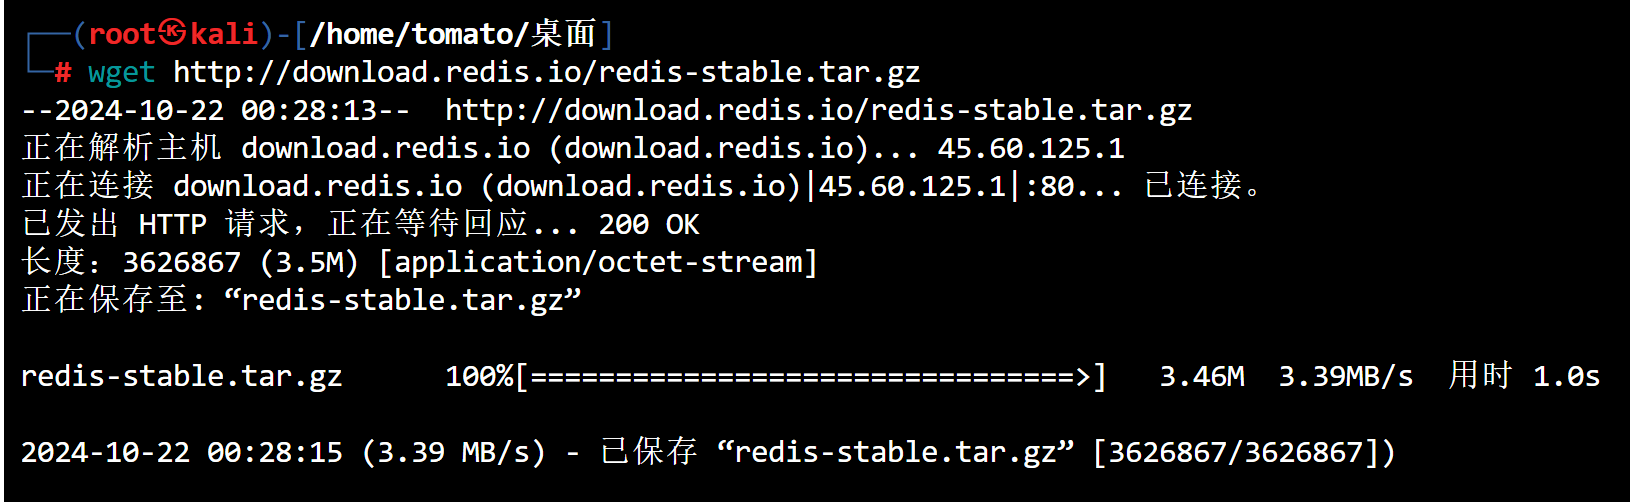 ┌──(root㉿kali)-[/home/tomato/桌面]
└─# wget http://download.redis.io/redis-stable.tar.gz
--2024-10-22 00:28:13--  http://download.redis.io/redis-stable.tar.gz
正在解析主机 download.redis.io (download.redis.io)... 45.60.125.1
正在连接 download.redis.io (download.redis.io)|45.60.125.1|:80... 已连接。
已发出 HTTP 请求，正在等待回应... 200 OK
长度：3626867 (3.5M) [application/octet-stream]
正在保存至: “redis-stable.tar.gz”
redis-stable.tar.gz      100%[================================>]   3.46M  3.39MB/s  用时 1.0s
2024-10-22 00:28:15 (3.39 MB/s) - 已保存 “redis-stable.tar.gz” [3626867/3626867])